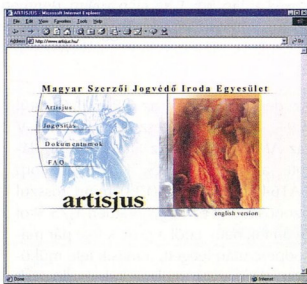 ARTISJUS - Microsoft Internet Explorer
File Edit View Favorites Tools Help
Address http://www.artisjus.hu/
Magyar Szerzői Jogvédő Iroda Egyesület
Artisjus
Jogosítás
Dokumentumok
FAQ
artisjus
english version
Done
Internet